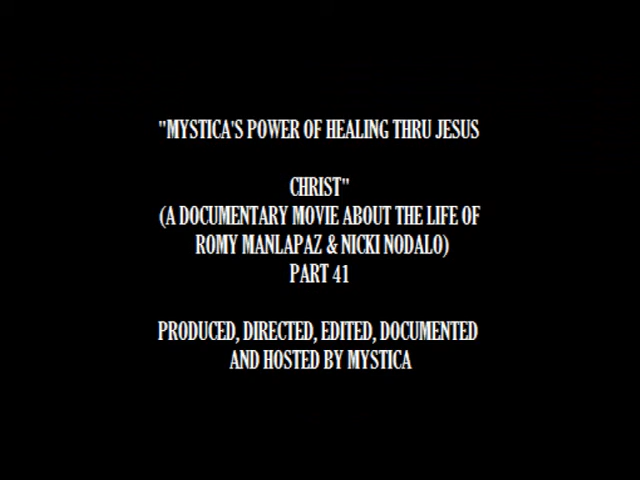 "MYSTICA'S POWER OF HEALING THRU JESUS
CHRIST"
(A DOCUMENTARY MOVIE ABOUT THE LIFE OF
ROMY MANLAPAZ & NICKI NODALO)
PART 41
PRODUCED, DIRECTED, EDITED, DOCUMENTED
AND HOSTED BY MYSTICA